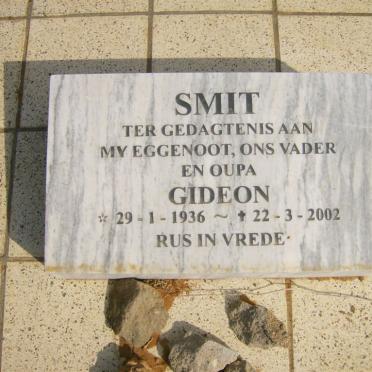 SMIT
TER GEDAGTENIS AAN
MY EGGENOOT, ONS VADER
EN OUPA
GIDEON
☆ 29 - 1 - 1936 ~ ✝ 22 - 3 - 2002
RUS IN VREDE